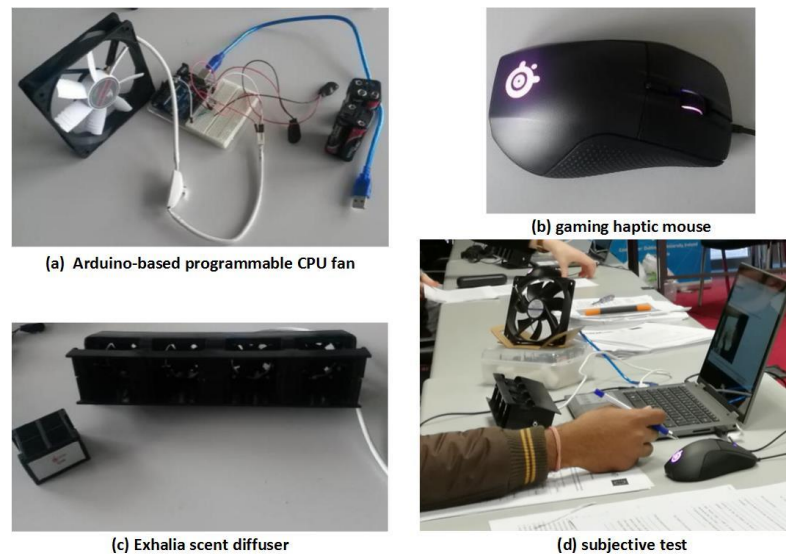 (a) Arduino-based programmable CPU fan
(b) gaming haptic mouse
(c) Exhalia scent diffuser
(d) subjective test